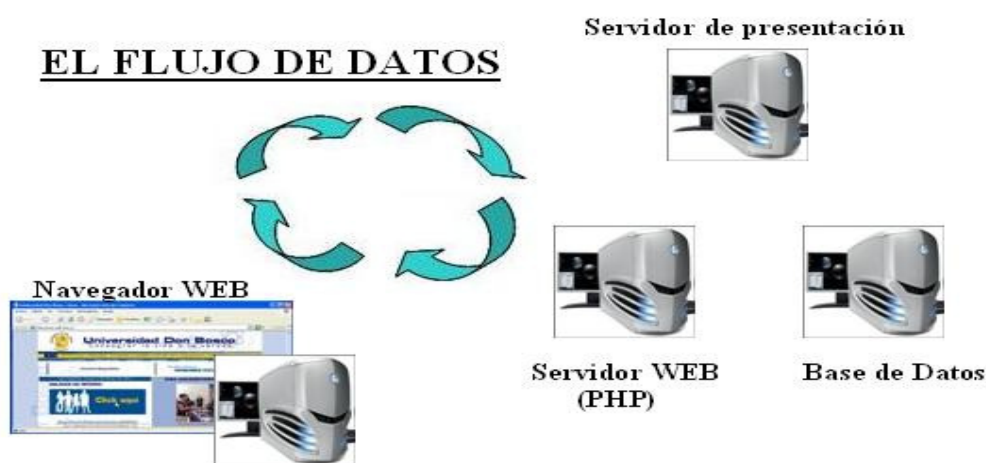 Servidor de presentación
EL FLUJO DE DATOS
Navegador WEB
Universidad Don Bosco
Click aquí
Servidor WEB
(PHP)
Base de Datos